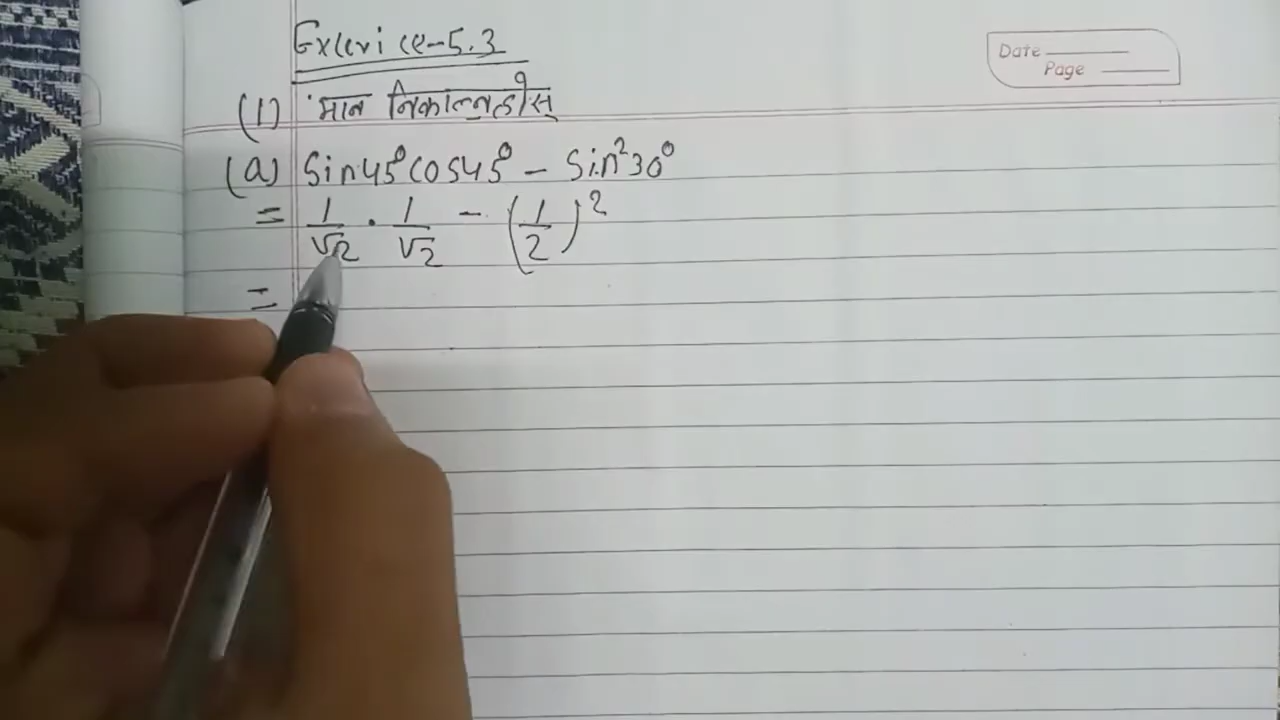 Exercise-5.3
Date
Page
(1) मान निकाल्नुहोस्
(a) Sin45° cos45° - Sin²30°
= 1/√2 . 1/√2 - (1/2)²
=